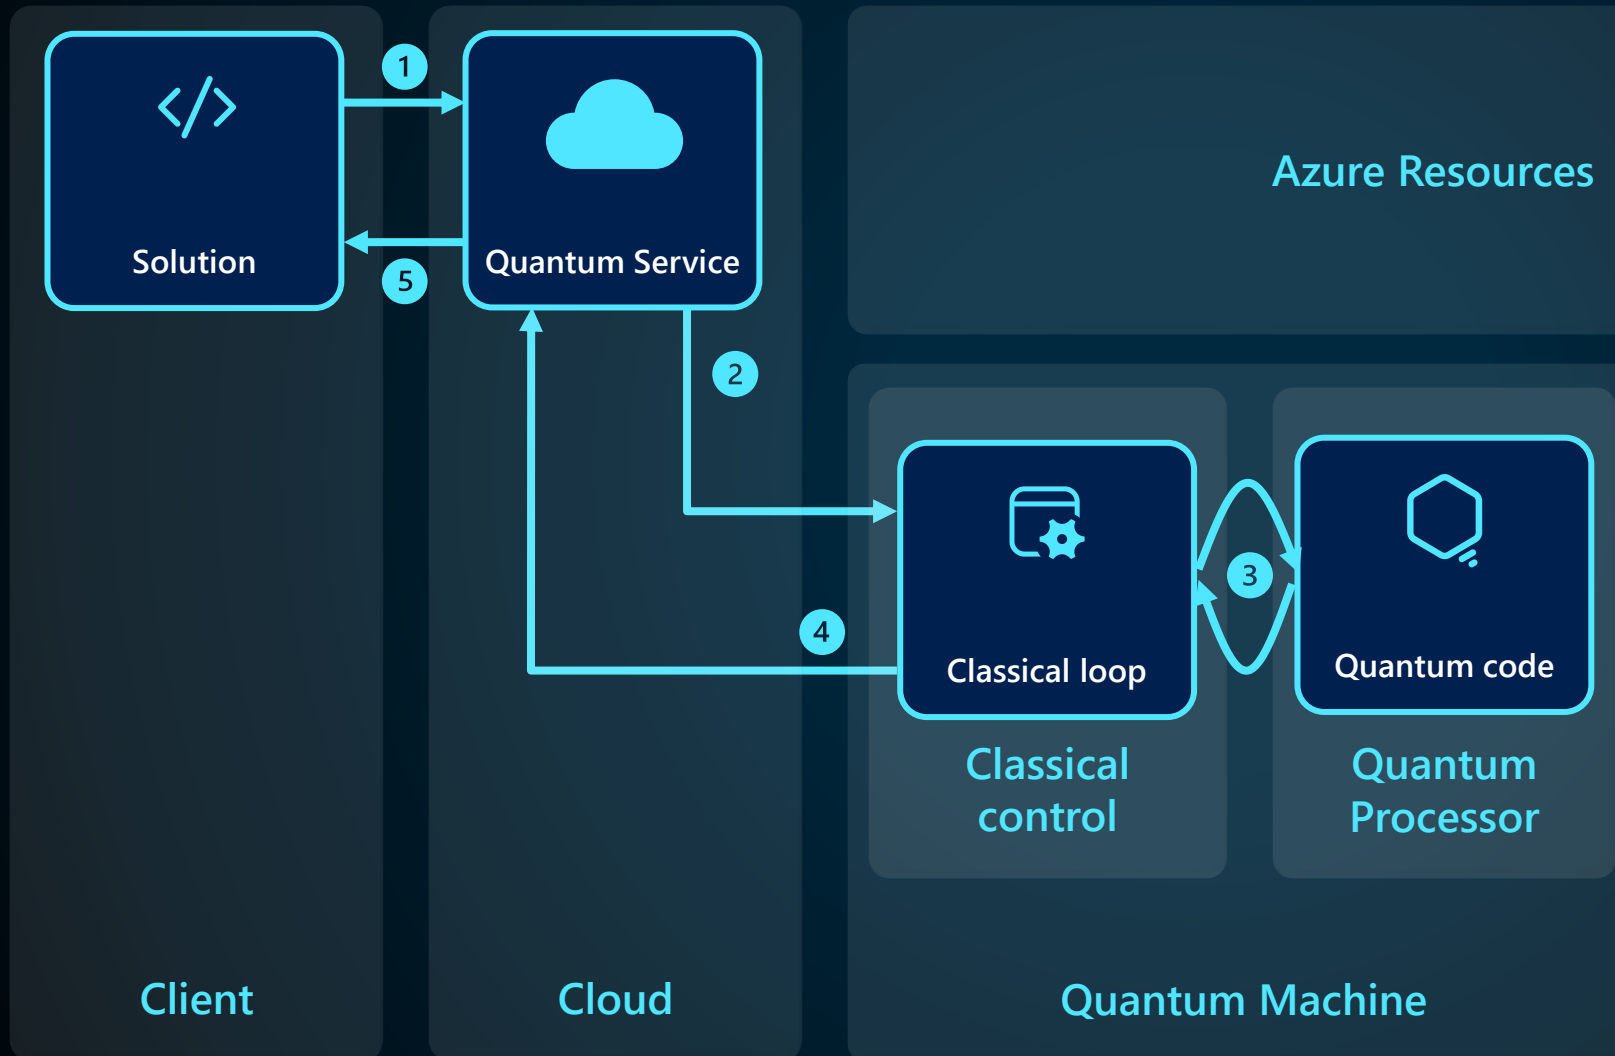 1
Solution
5
Quantum Service
Azure Resources
2
Classical loop
3
Quantum code
4
Classical
control
Quantum
Processor
Client
Cloud
Quantum Machine